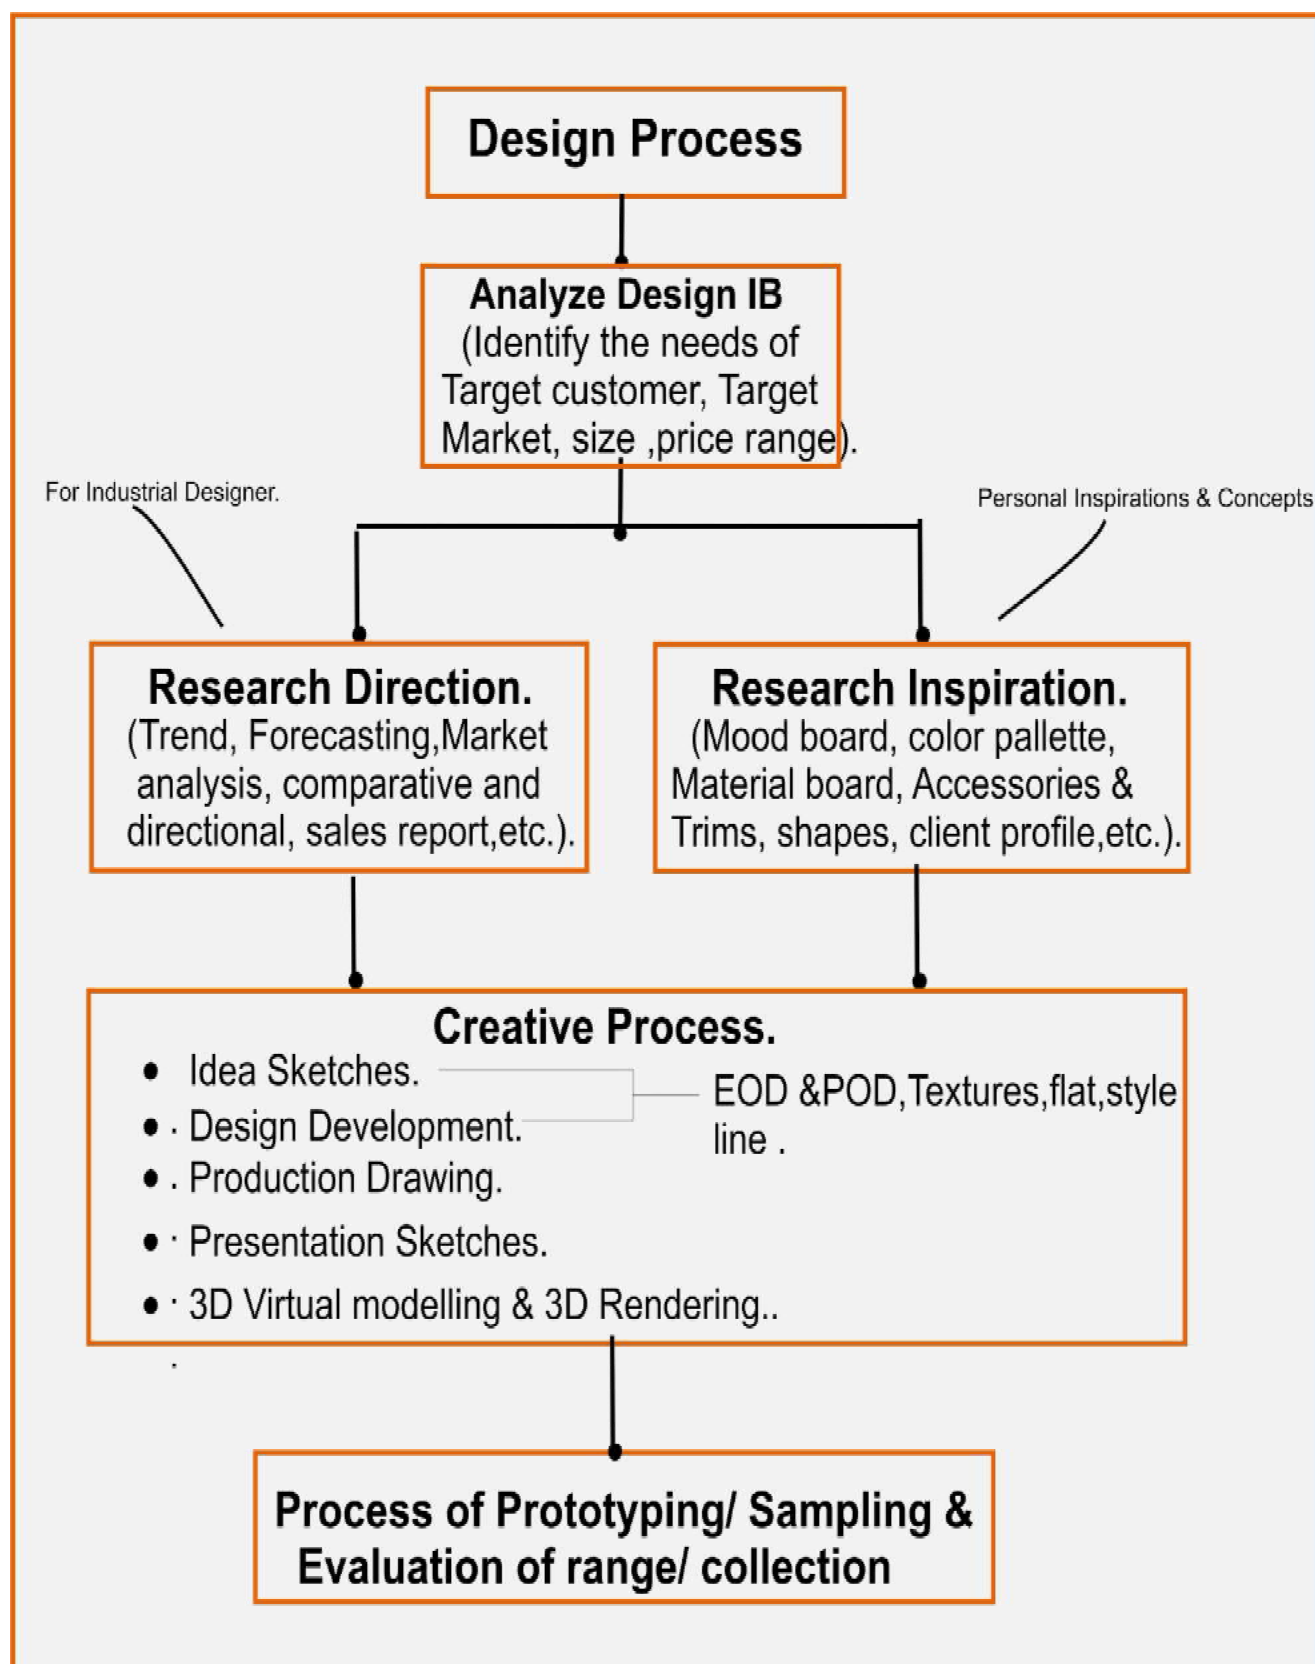 Design Process
Analyze Design IB
(Identify the needs of
Target customer, Target
Market, size ,price range).
For Industrial Designer.
Personal Inspirations & Concepts
Research Direction.
(Trend, Forecasting,Market
analysis, comparative and
directional, sales report,etc.).
Research Inspiration.
(Mood board, color pallette,
Material board, Accessories &
Trims, shapes, client profile,etc.).
Creative Process.
• Idea Sketches.
• . Design Development.
EOD &POD,Textures,flat,style
line .
• . Production Drawing.
• · Presentation Sketches.
• · 3D Virtual modelling & 3D Rendering..
.
Process of Prototyping/ Sampling &
Evaluation of range/ collection